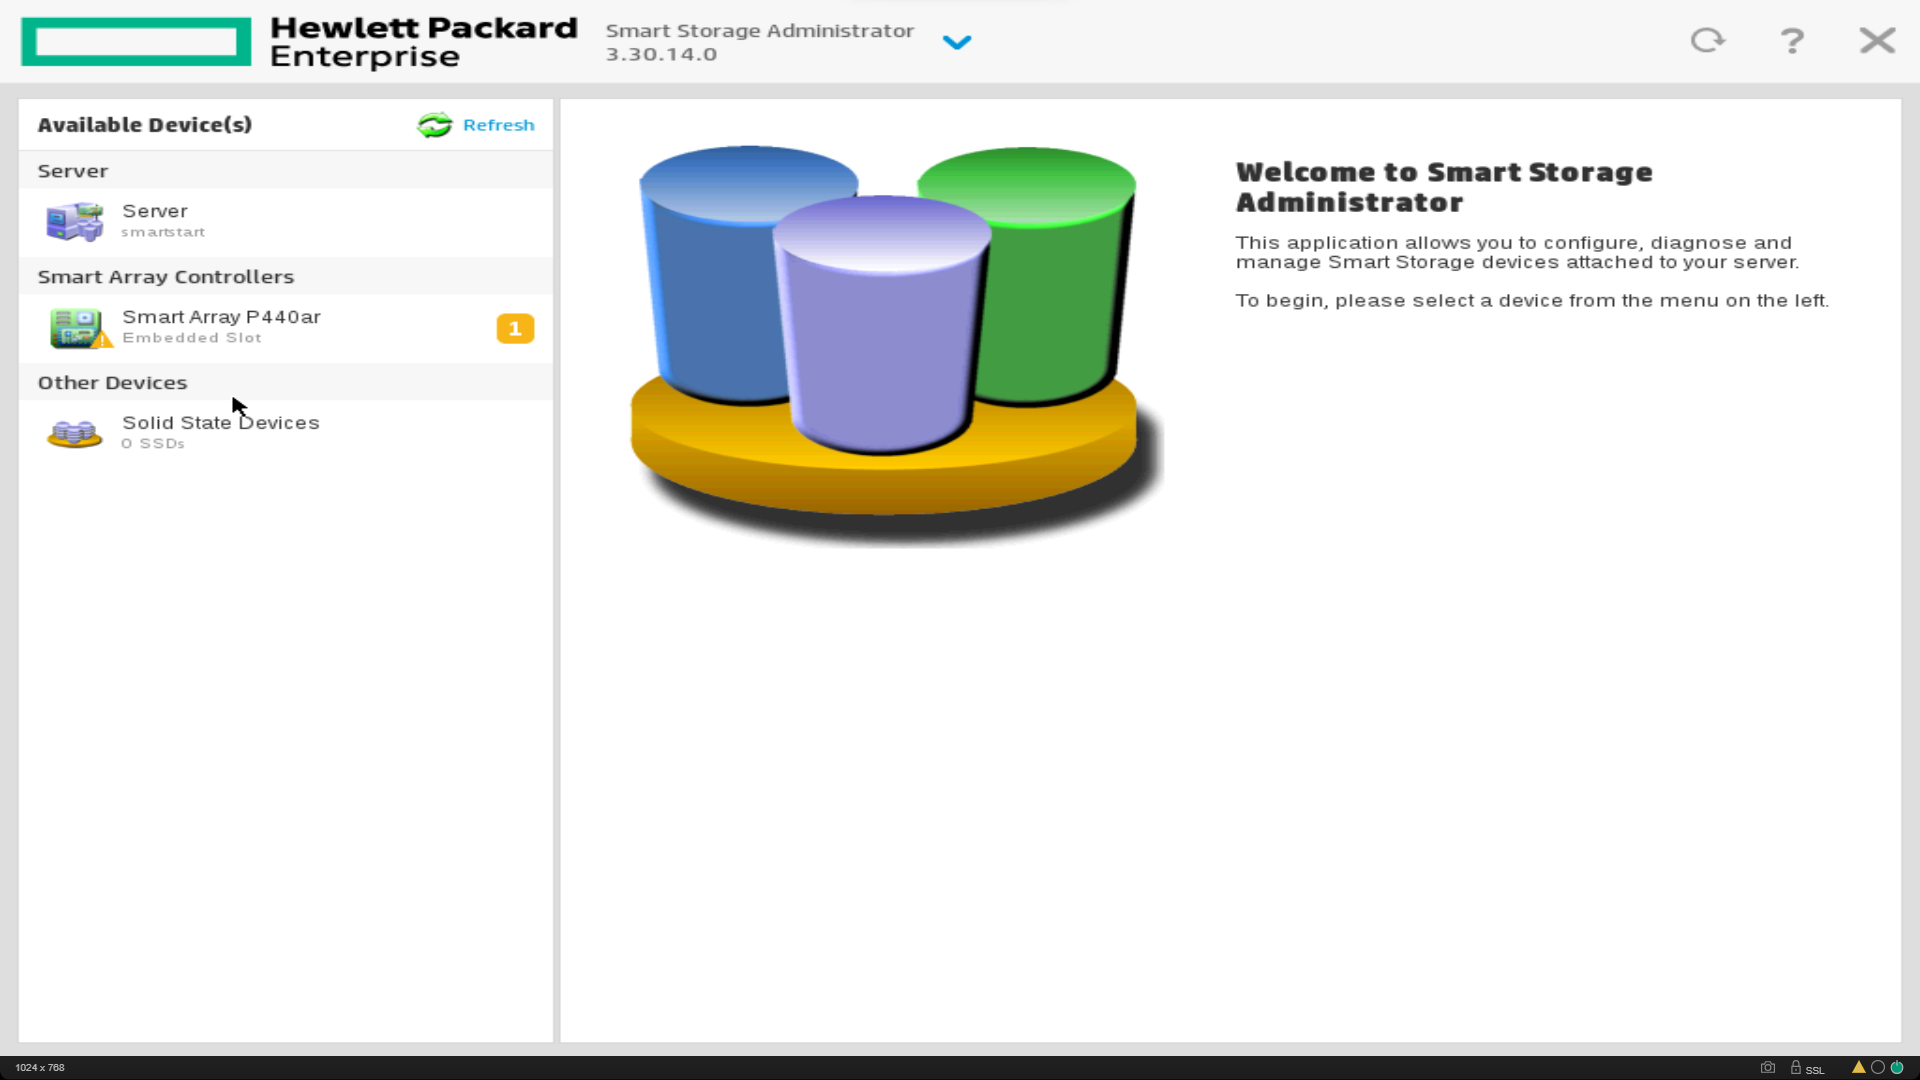 Hewlett Packard
Enterprise
Smart Storage Administrator
3.30.14.0
?
Available Device(s)
Refresh
Server
Server
smartstart
Smart Array Controllers
Smart Array P440ar
Embedded Slot
1
Other Devices
Solid State Devices
0 SSDs
Welcome to Smart Storage
Administrator
This application allows you to configure, diagnose and
manage Smart Storage devices attached to your server.
To begin, please select a device from the menu on the left.
1024 x 768
SSL